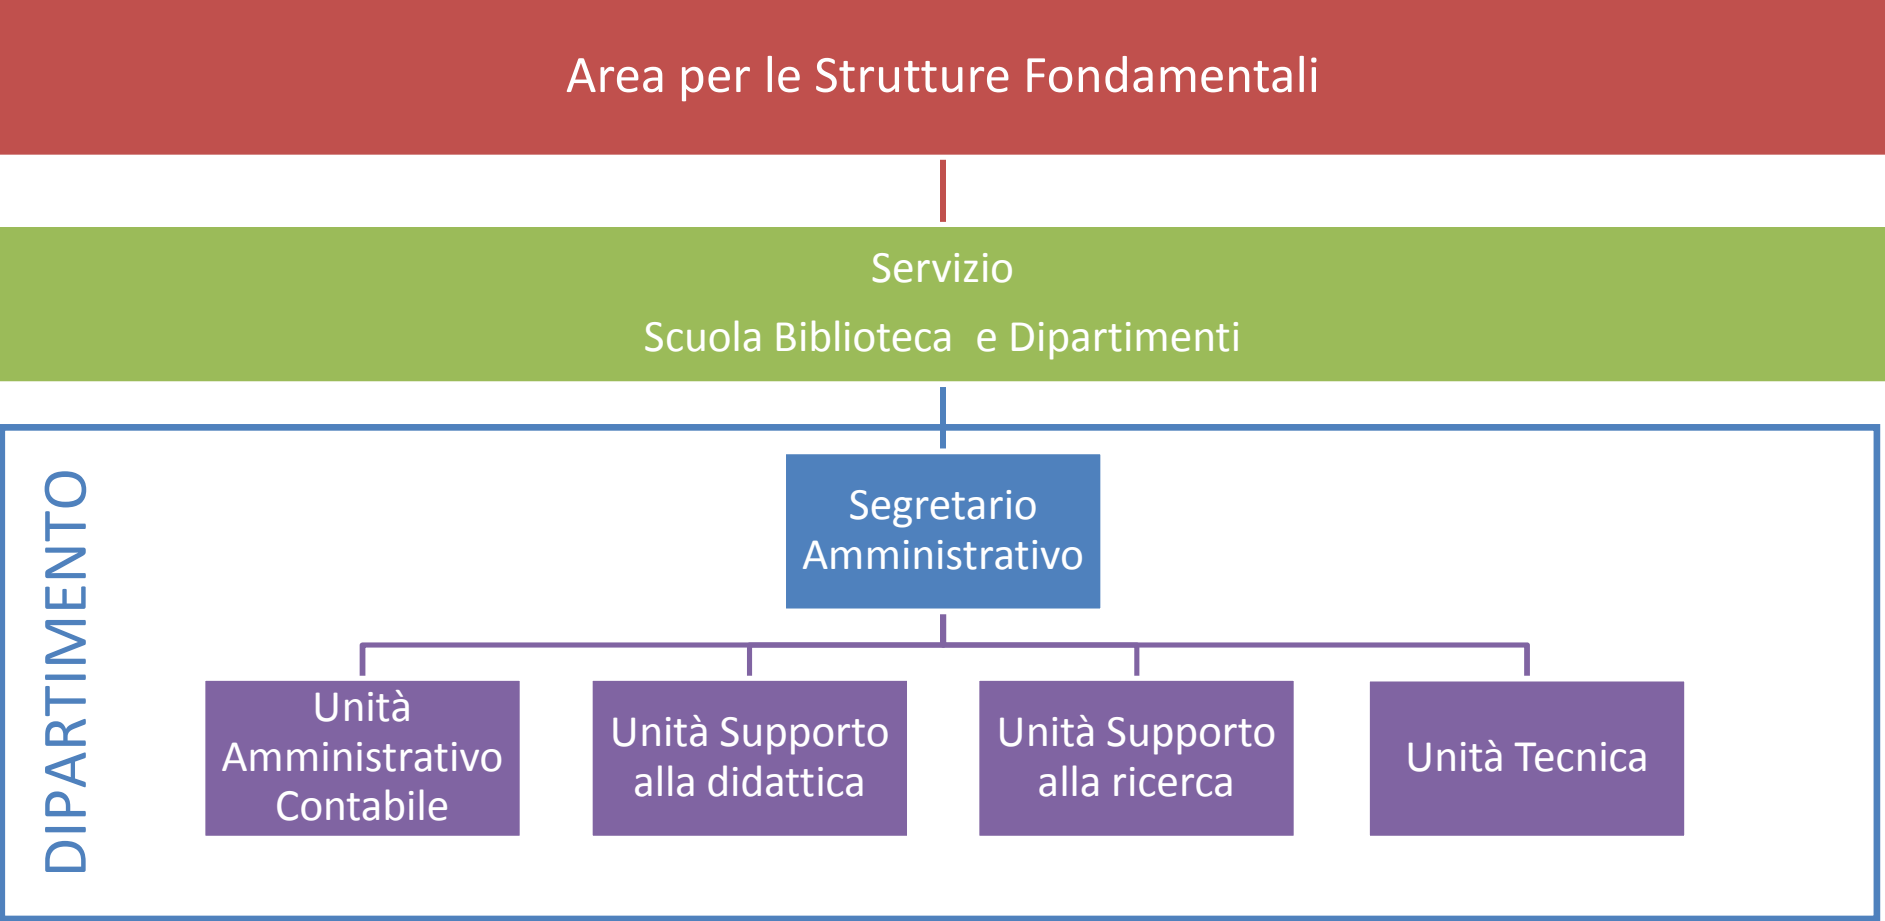 Area per le Strutture Fondamentali
Servizio
Scuola Biblioteca e Dipartimenti
DIPARTIMENTO
Segretario
Amministrativo
Unità
Amministrativo
Contabile
Unità Supporto
alla didattica
Unità Supporto
alla ricerca
Unità Tecnica